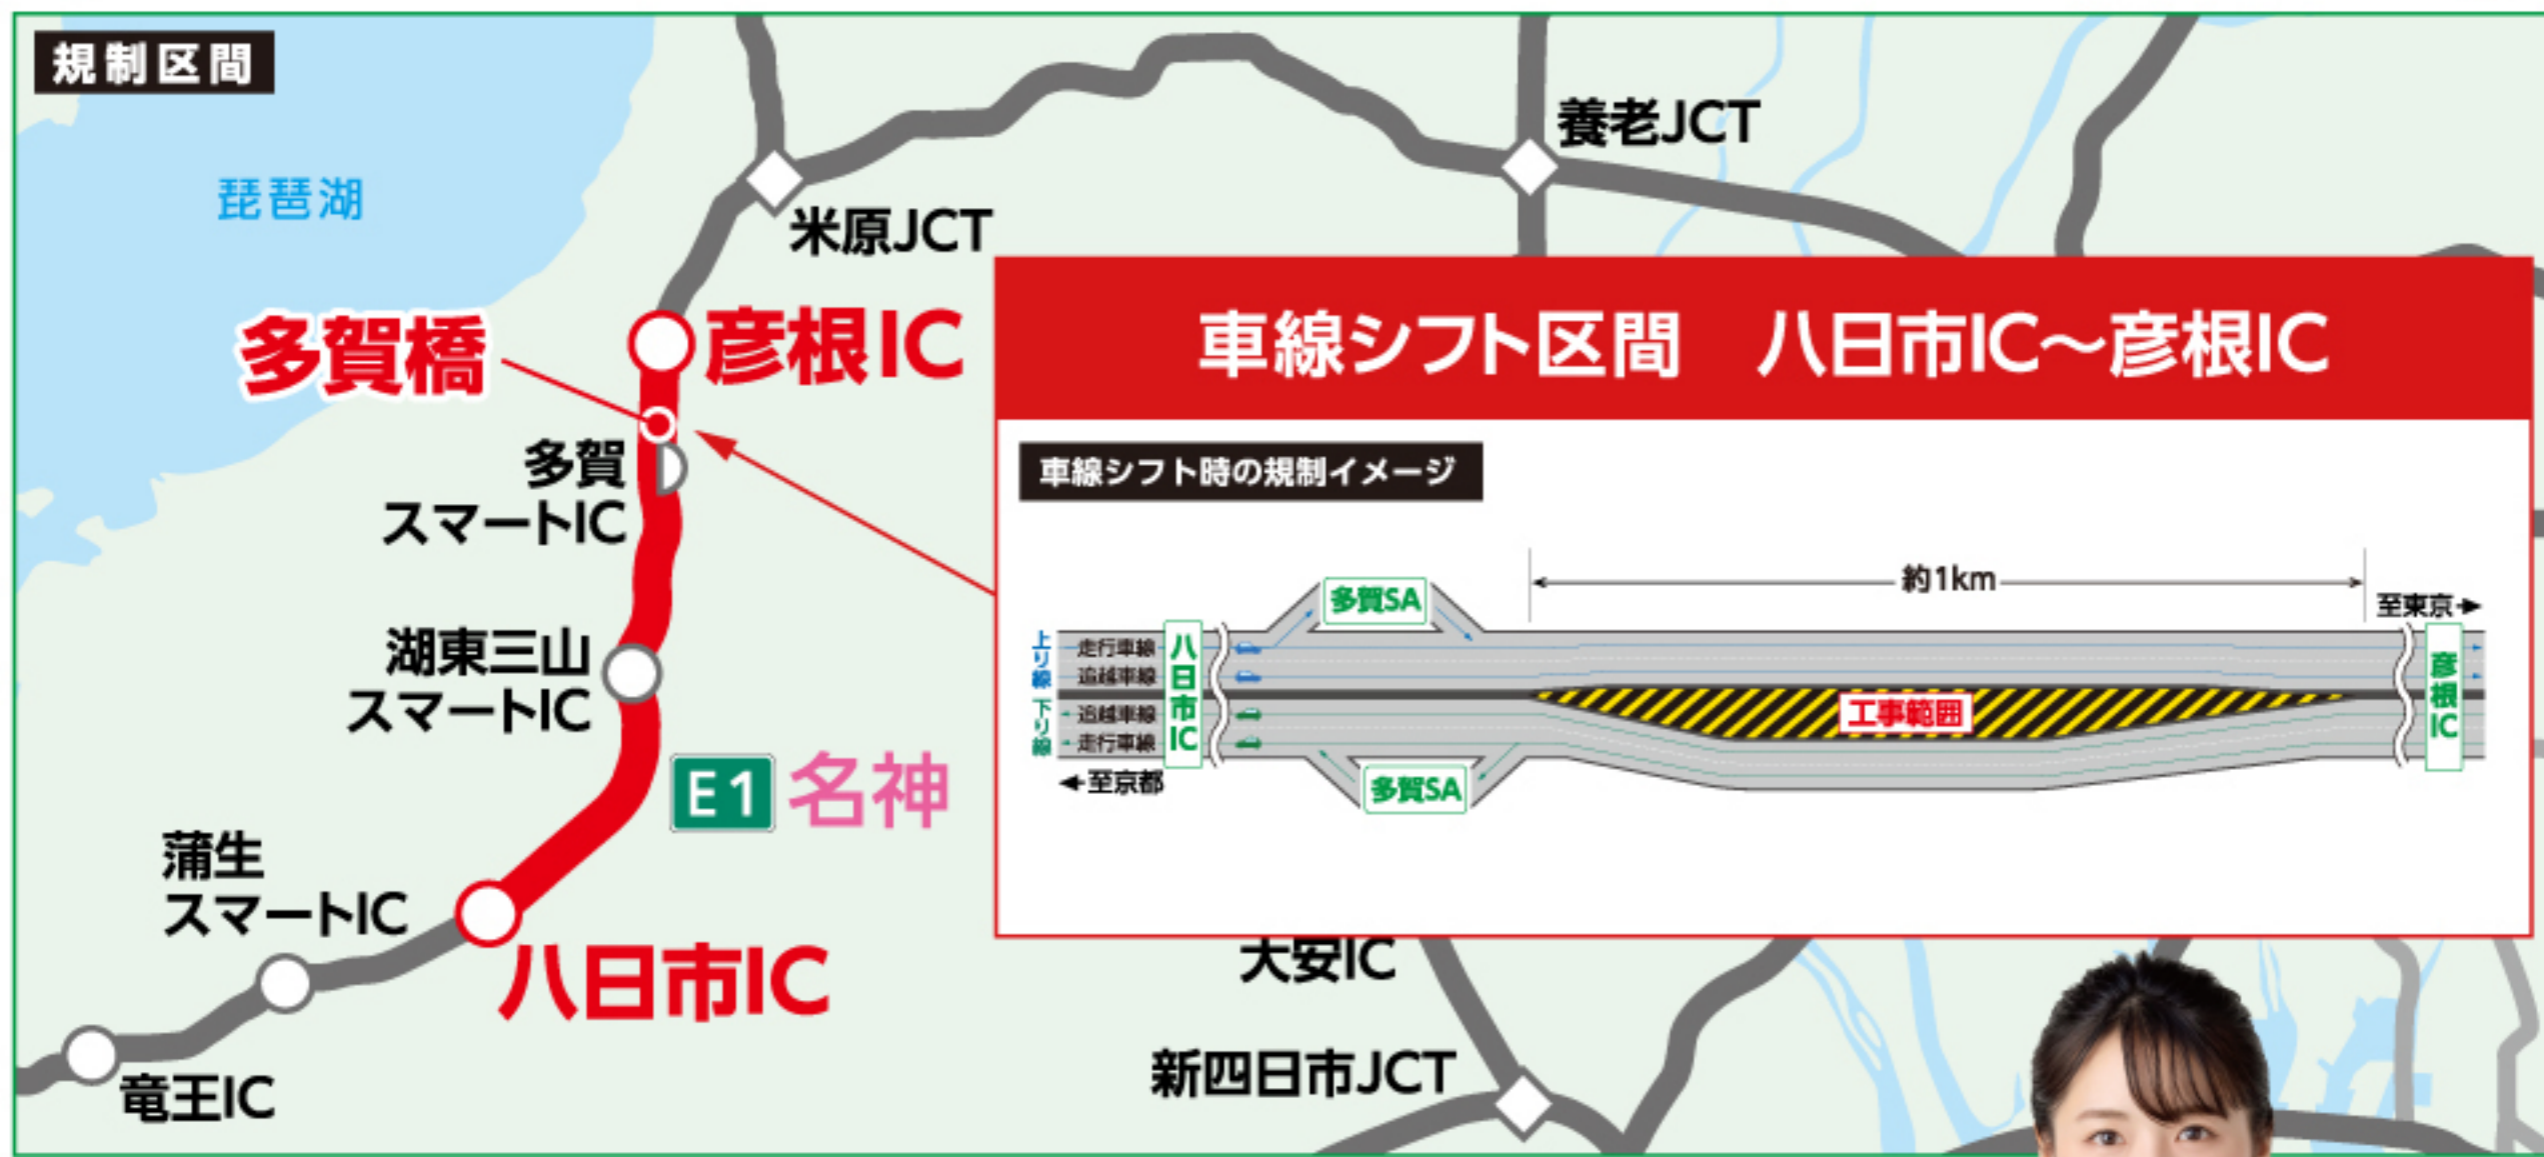 規制区間
琵琶湖
養老JCT
米原JCT
多賀橋
彦根IC
多賀
スマートIC
湖東三山
スマートIC
E1 名神
蒲生
スマートIC
八日市IC
竜王IC
車線シフト区間 八日市IC～彦根IC
車線シフト時の規制イメージ
約1km
至東京
多賀SA
上り線
走行車線
追越車線
下り線
追越車線
走行車線
八日市IC
工事範囲
彦根IC
至京都
多賀SA
大安IC
新四日市JCT